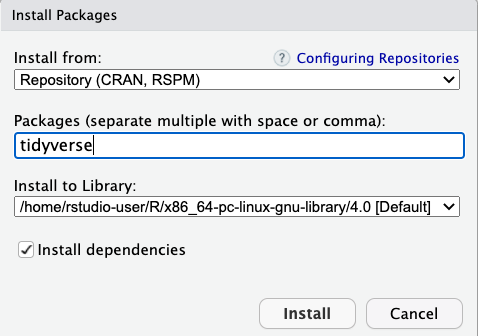 Install Packages
Install from:
? Configuring Repositories
Repository (CRAN, RSPM)
Packages (separate multiple with space or comma):
tidyverse
Install to Library:
/home/rstudio-user/R/x86_64-pc-linux-gnu-library/4.0 [Default]
Install dependencies
Install
Cancel